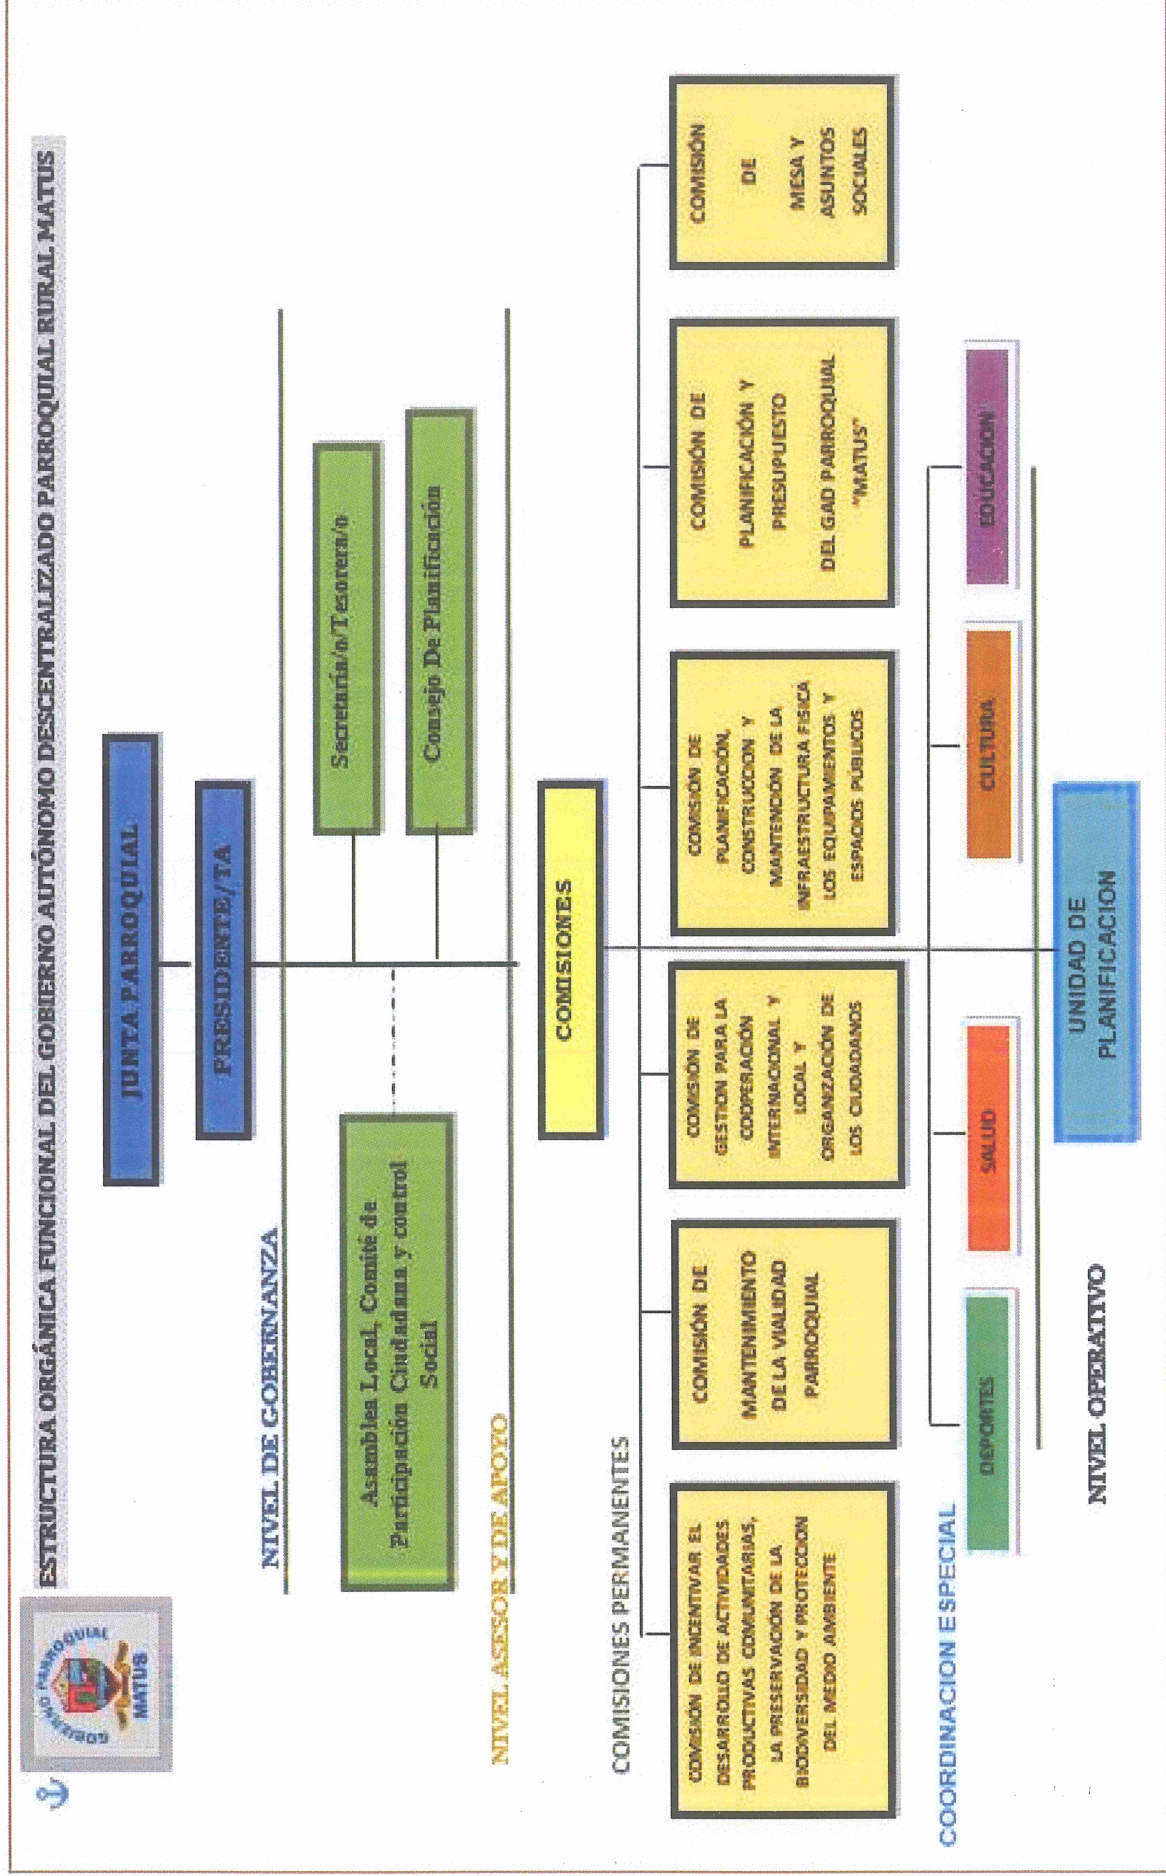 ESTRUCTURA ORGÁNICA FUNCIONAL DEL GOBIERNO AUTÓNOMO DESCENTRALIZADO PARROQUIAL RURAL MATUS
GOBIERNO PARROQUIAL
MATUS
JUNTA PARROQUIAL
PRESIDENTE/TA
NIVEL DE GOBERNANZA
Secretaría/o/Tesorera/o
Asamblea Local, Comité de
Participación Ciudadana y control
Social
Consejo De Planificación
NIVEL ASESOR Y DE APOYO
COMISIONES
COMISIONES PERMANENTES
COMISIÓN DE INCENTIVAR EL
DESARROLLO DE ACTIVIDADES
PRODUCTIVAS COMUNITARIAS,
LA PRESERVACIÓN DE LA
BIODIVERSIDAD Y PROTECCION
DEL MEDIO AMBIENTE
COMISIÓN DE
MANTENIMIENTO
DE LA VIALIDAD
PARROQUIAL
COMISIÓN DE
GESTION PARA LA
COOPERACIÓN
INTERNACIONAL Y
LOCAL Y
ORGANIZACIÓN DE
LOS CIUDADANOS
COMISIÓN DE
PLANIFICACIÓN,
CONSTRUCCION Y
MANTENCIÓN DE LA
INFRAESTRUCTURA FISICA
LOS EQUIPAMIENTOS Y
ESPACIOS PÚBLICOS
COMISIÓN DE
PLANIFICACIÓN Y
PRESUPUESTO
DEL GAD PARROQUIAL
"MATUS"
COMISIÓN
DE
MESA Y
ASUNTOS
SOCIALES
COORDINACION ESPECIAL
DEPORTES
SALUD
CULTURA
EDUCACION
NIVEL OPERATIVO
UNIDAD DE
PLANIFICACION